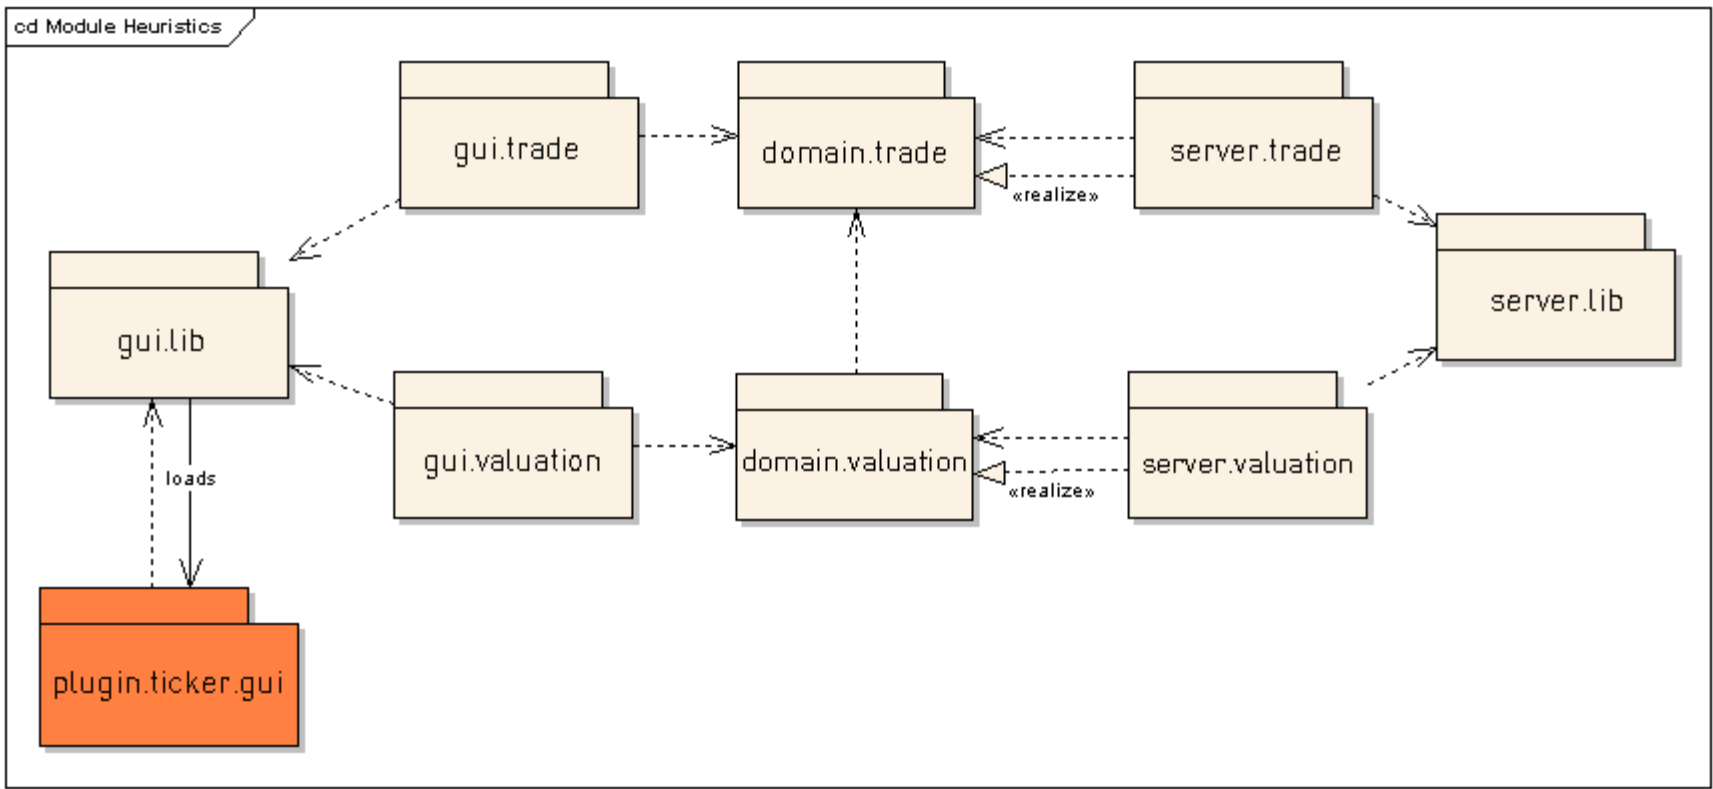 cd Module Heuristics
gui.trade
domain.trade
server.trade
«realize»
server.lib
gui.lib
gui.valuation
domain.valuation
server.valuation
«realize»
loads
plugin.ticker.gui